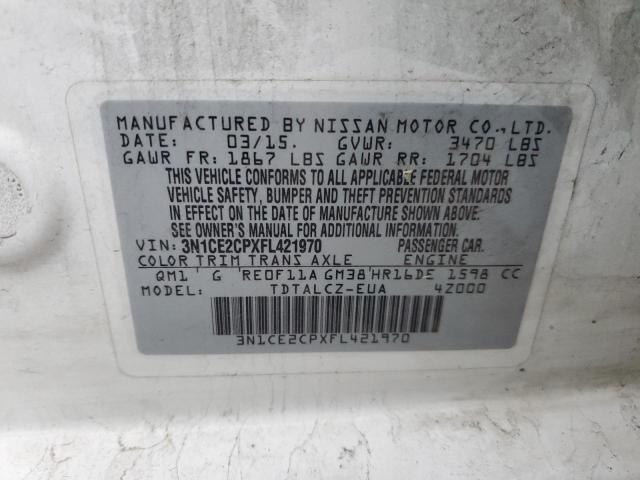 MANUFACTURED BY NISSAN MOTOR CO.,LTD.
DATE: 03/15. GVWR: 3470 LBS
GAWR FR: 1867 LBS GAWR RR: 1704 LBS
THIS VEHICLE CONFORMS TO ALL APPLICABLE FEDERAL MOTOR
VEHICLE SAFETY, BUMPER AND THEFT PREVENTION STANDARDS
IN EFFECT ON THE DATE OF MANUFACTURE SHOWN ABOVE.
SEE OWNER'S MANUAL FOR ADDITIONAL INFORMATION.
VIN: 3N1CE2CPXFL421970 PASSENGER CAR.
COLOR TRIM TRANS AXLE ENGINE
QM1 G RE0F11A GM38 HR16DE 1598 CC
MODEL: TDTALCZ-EUA 4Z000
3N1CE2CPXFL421970